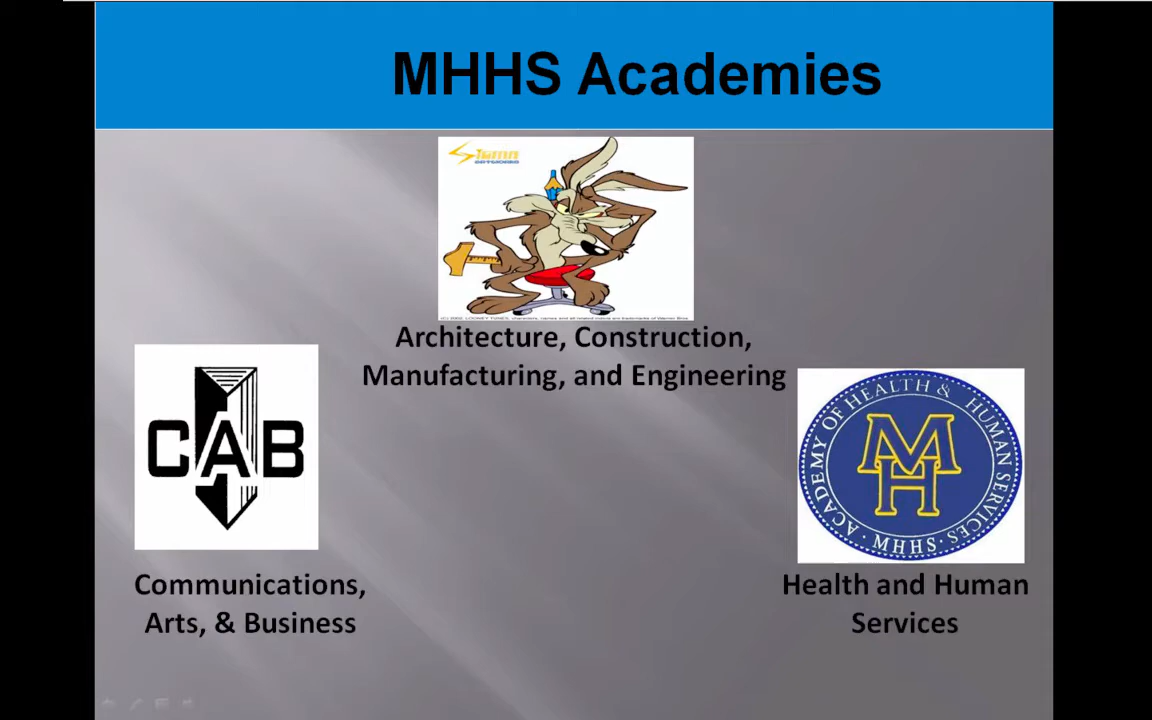 MHHS Academies
Architecture, Construction,
Manufacturing, and Engineering
CAB
ACADEMY OF HEALTH & HUMAN SERVICES
MH
· MHHS ·
Communications,
Arts, & Business
Health and Human
Services